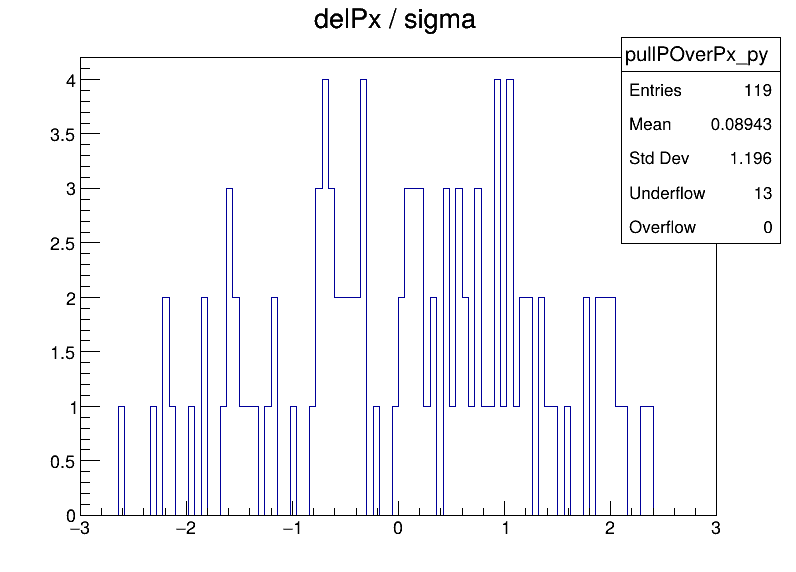 delPx / sigma
pullPOverPx_py
Entries 119
Mean 0.08943
Std Dev 1.196
Underflow 13
Overflow 0
4
3.5
3
2.5
2
1.5
1
0.5
0
−3 −2 −1 0 1 2 3